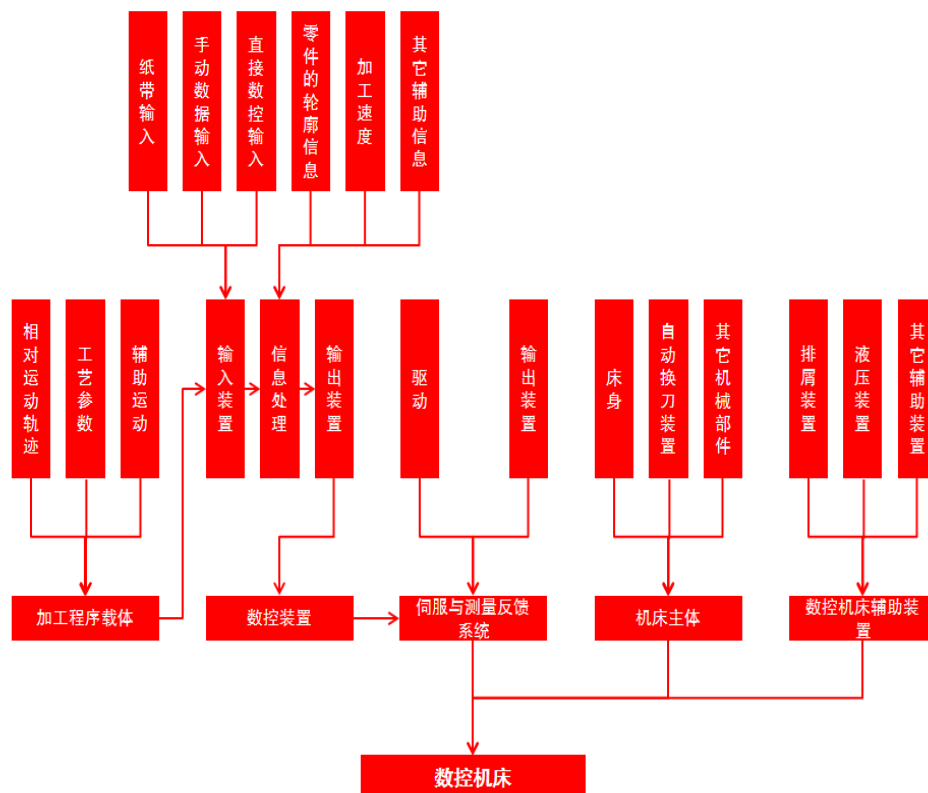 纸带输入
手动数据输入
直接数控输入
零件的轮廓信息
加工速度
其它辅助信息
相对运动轨迹
工艺参数
辅助运动
输入装置
信息处理
输出装置
驱动
输出装置
床身
自动换刀装置
其它机械部件
排屑装置
液压装置
其它辅助装置
加工程序载体
数控装置
伺服与测量反馈
系统
机床主体
数控机床辅助装
置
数控机床